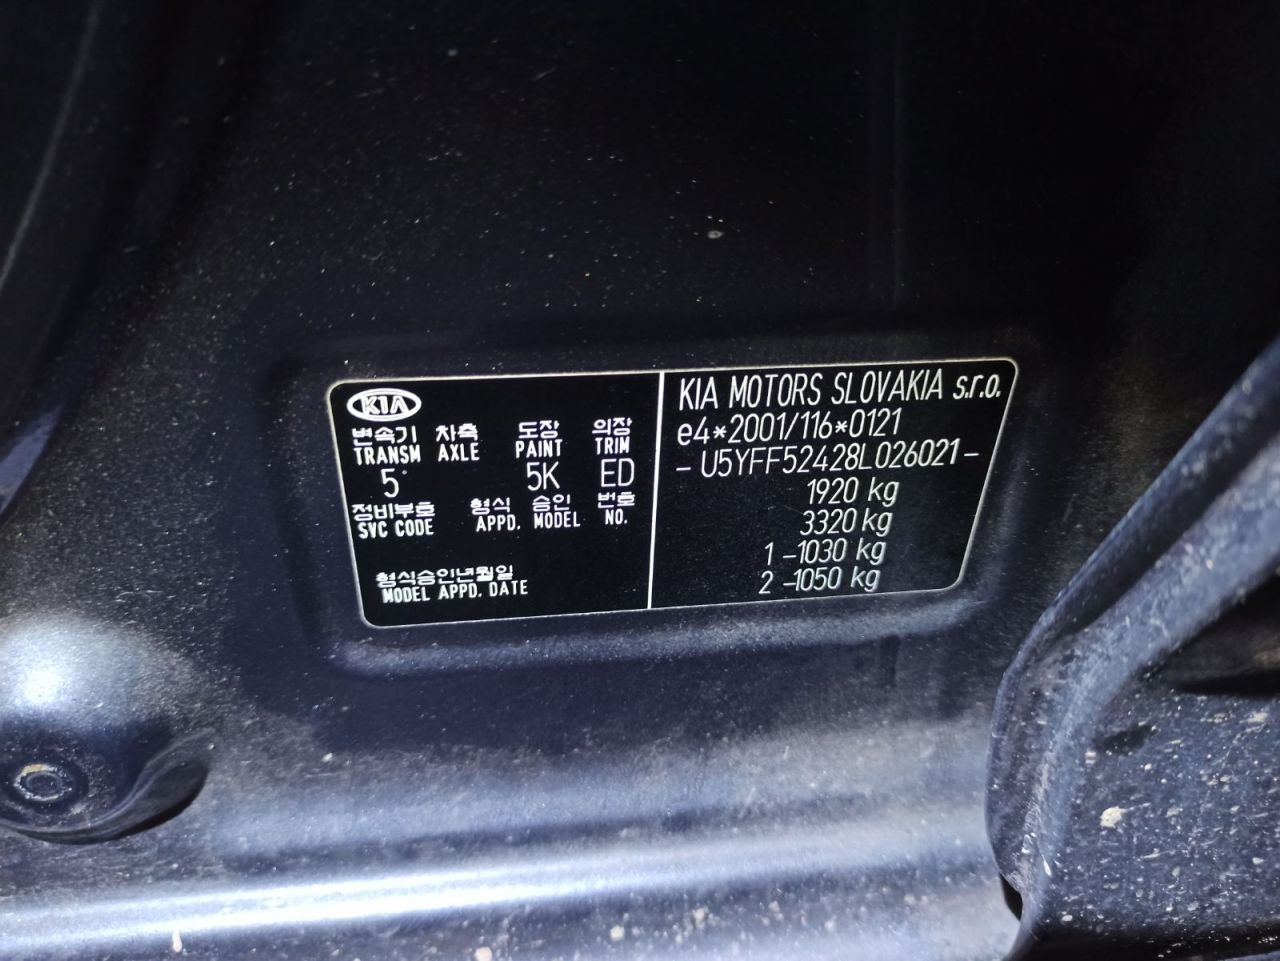 KIA
변속기 차축 도장 의장
TRANSM AXLE PAINT TRIM
5 5K ED
정비부호 형식 승인 번호
SVC CODE APPD. MODEL NO.
형식승인년월일
MODEL APPD. DATE
KIA MOTORS SLOVAKIA s.r.o.
e4*2001/116*0121
- U5YFF52428L026021 -
1920 kg
3320 kg
1 -1030 kg
2 -1050 kg